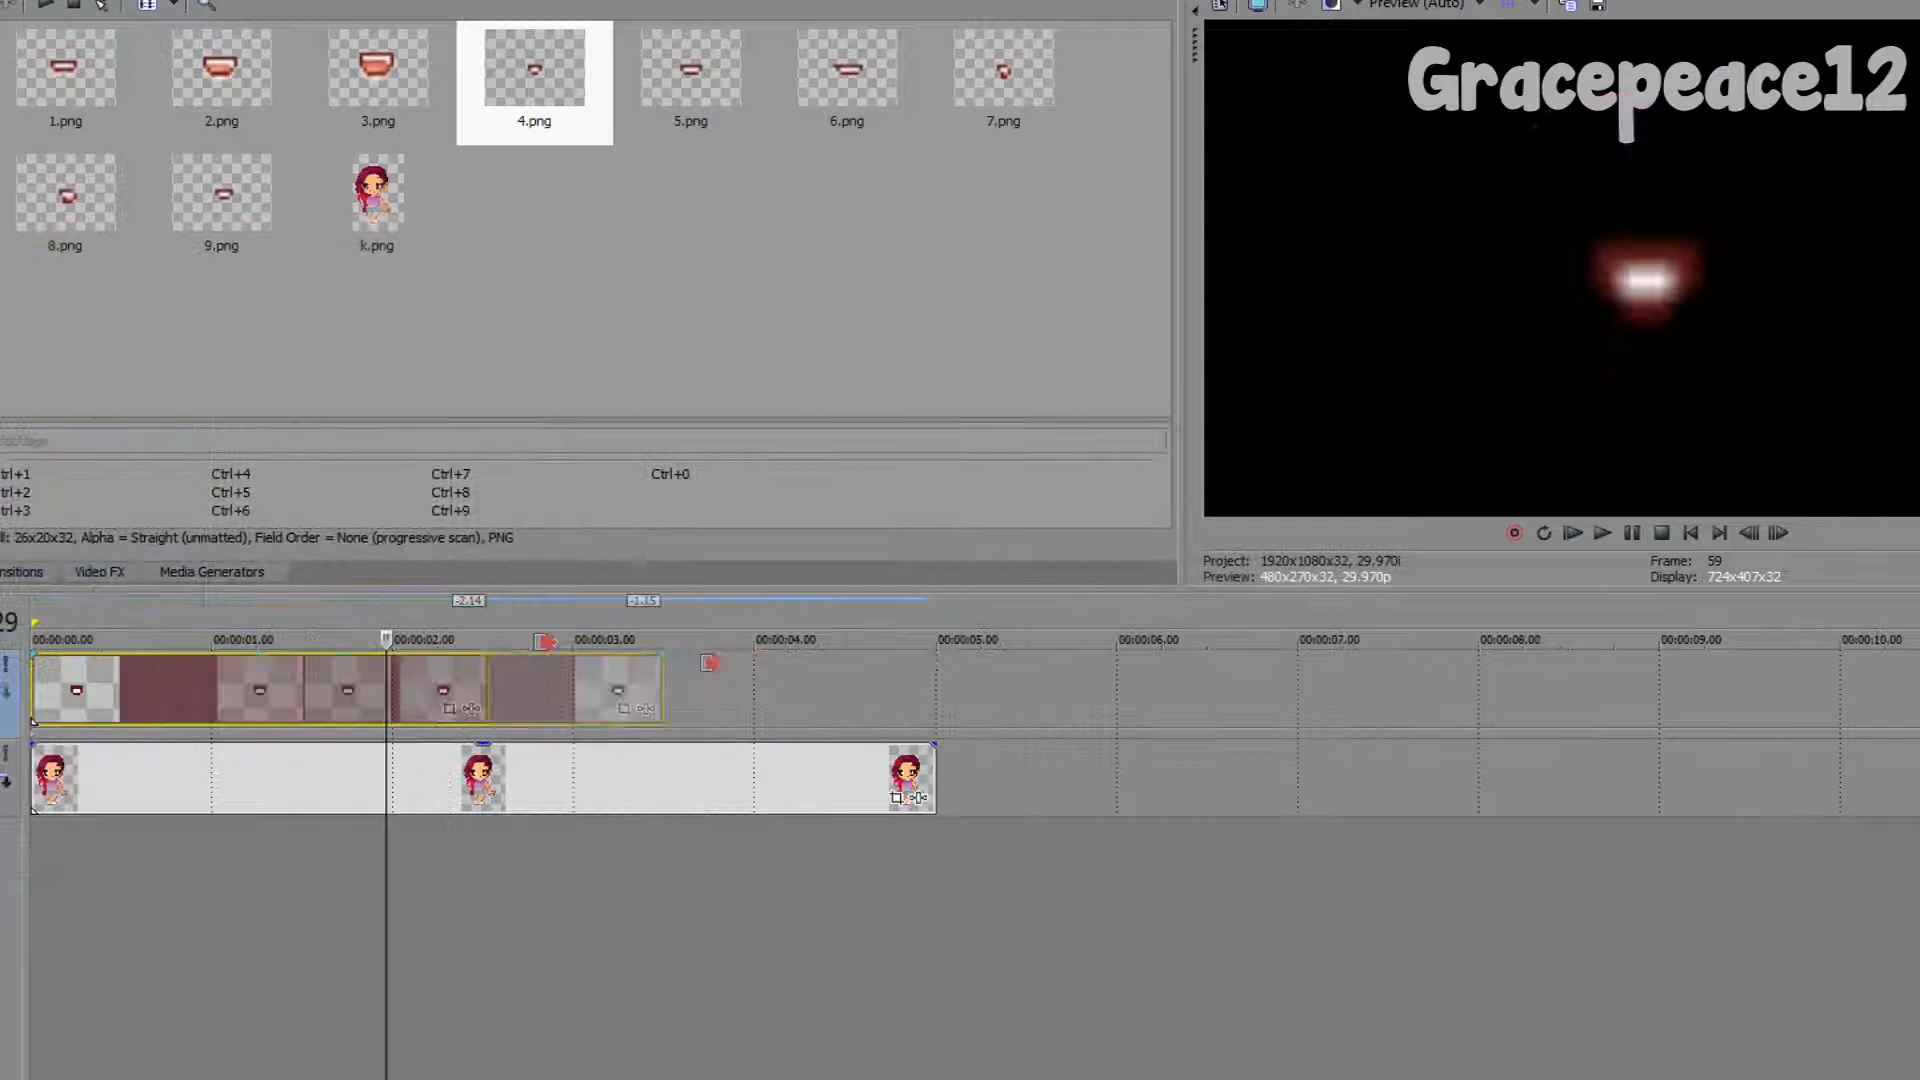 Preview (Auto)
Gracepeace12
1.png
2.png
3.png
4.png
5.png
6.png
7.png
8.png
9.png
k.png
trl+1
Ctrl+4
Ctrl+7
Ctrl+0
trl+2
Ctrl+5
Ctrl+8
trl+3
Ctrl+6
Ctrl+9
ll: 26x20x32, Alpha = Straight (unmatted), Field Order = None (progressive scan), PNG
Project: 1920x1080x32, 29.970i
Frame: 59
Preview: 480x270x32, 29.970p
Display: 724x407x32
nsitions
Video FX
Media Generators
-2.14
-1.15
29
00:00:00.00
00:00:01.00
00:00:02.00
00:00:03.00
00:00:04.00
00:00:05.00
00:00:06.00
00:00:07.00
00:00:08.00
00:00:09.00
00:00:10.00